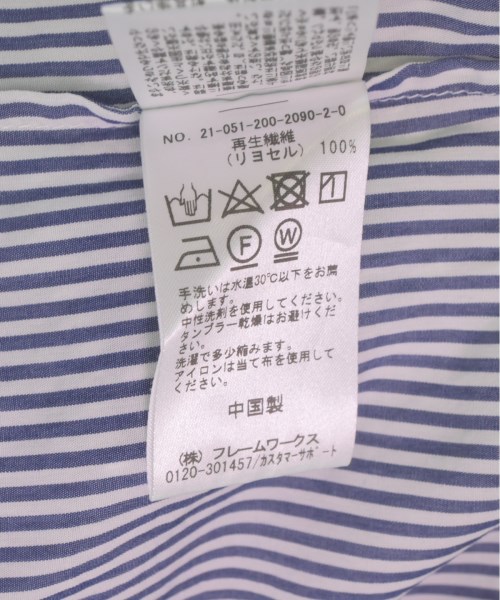 NO. 21-051-200-2090-2-0
再生繊維
(リヨセル) 100%
F
W
手洗いは水温30℃以下をお薦
めします。
中性洗剤を使用してください。
タンブラー乾燥はお避けくだ
さい。
洗濯で多少縮みます。
アイロンは当て布を使用して
ください。
中国製
(株) フレームワークス
0120-301457/カスタマーサポート